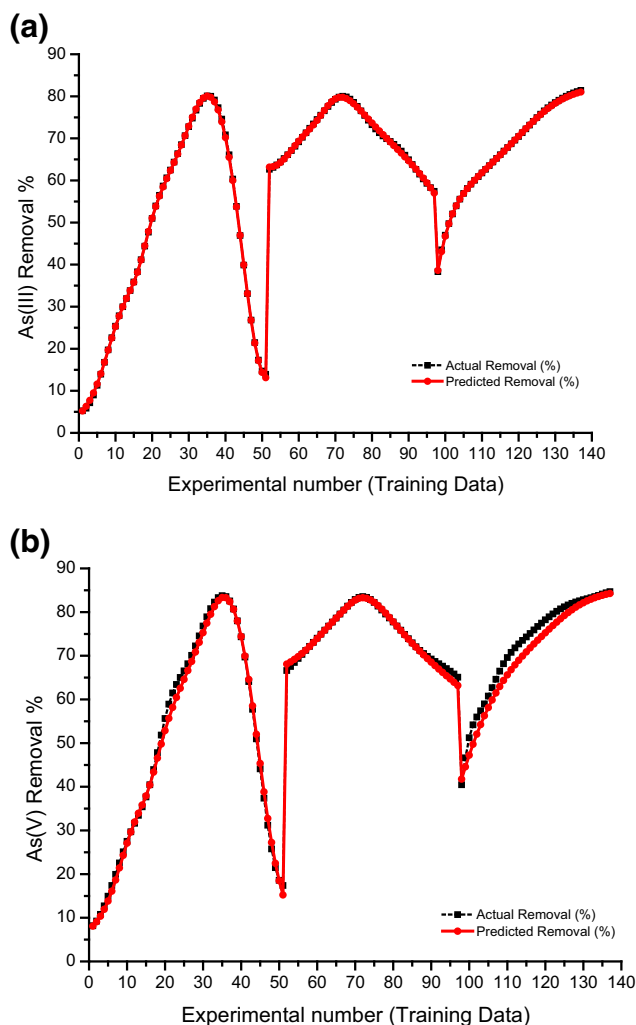 (a)
90
80
70
60
50
40
30
20
10
0
As(III) Removal %
Actual Removal (%)
Predicted Removal (%)
0 10 20 30 40 50 60 70 80 90 100 110 120 130 140
Experimental number (Training Data)
(b)
90
80
70
60
50
40
30
20
10
0
As(V) Removal %
Actual Removal (%)
Predicted Removal (%)
0 10 20 30 40 50 60 70 80 90 100 110 120 130 140
Experimental number (Training Data)